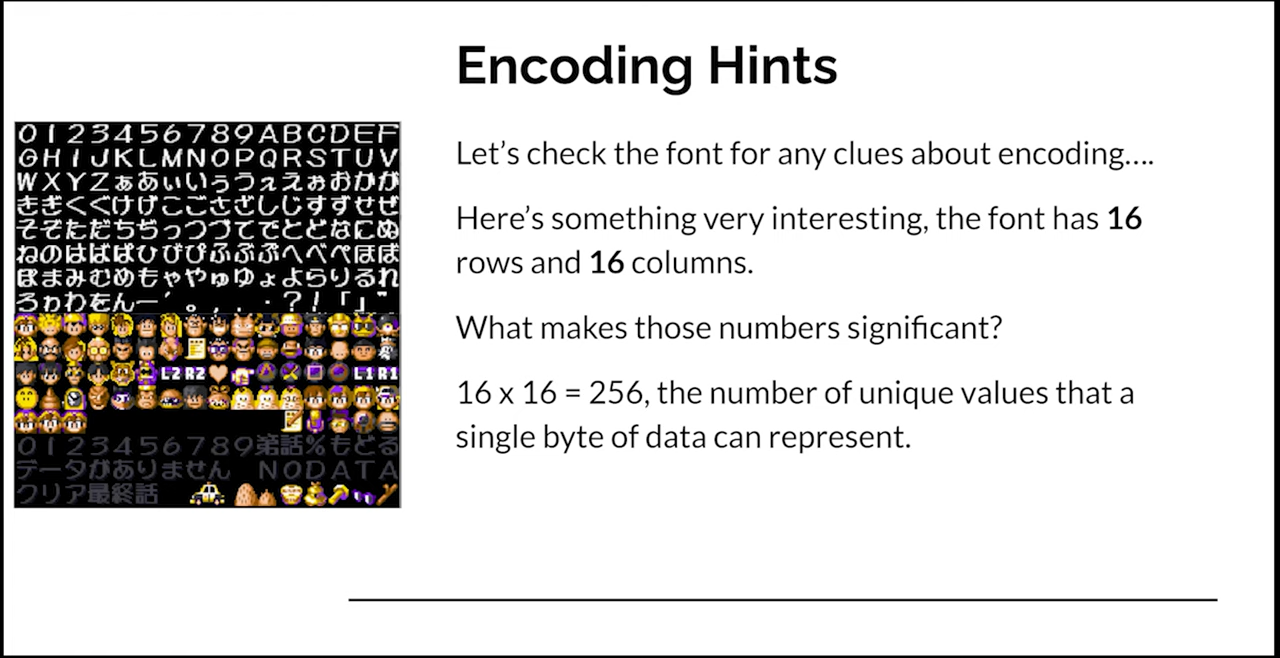 Encoding Hints
0123456789ABCDEF
GHIJKLMNOPQRSTUV
WXYZぁあぃいぅうぇえぉおかが
きぎくぐけげこごさざしじすずせぜ
そぞただちぢっつづてでとどなにぬ
ねのはばぱひびぴふぶぷへべぺほぼ
ぽまみむめもゃやゅゆょよらりるれ
ろゎわをんー゛。,.・?!「」"
L2 R2 L1 R1
0123456789第話%もどる
データがありません NODATA
クリア最終話
Let's check the font for any clues about encoding....
Here's something very interesting, the font has 16
rows and 16 columns.
What makes those numbers significant?
16 x 16 = 256, the number of unique values that a
single byte of data can represent.